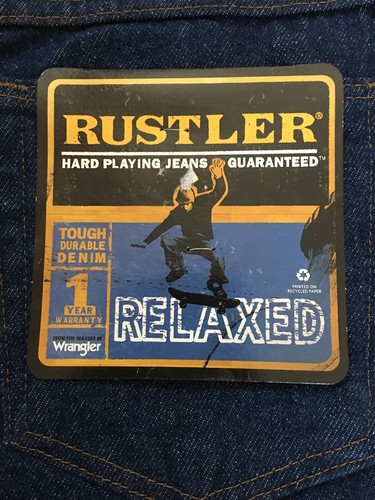 RUSTLER®
HARD PLAYING JEANS GUARANTEED™
TOUGH
DURABLE
DENIM
1
YEAR
WARRANTY
FROM THE MAKERS OF
Wrangler
PRINTED ON
RECYCLED PAPER
RELAXED